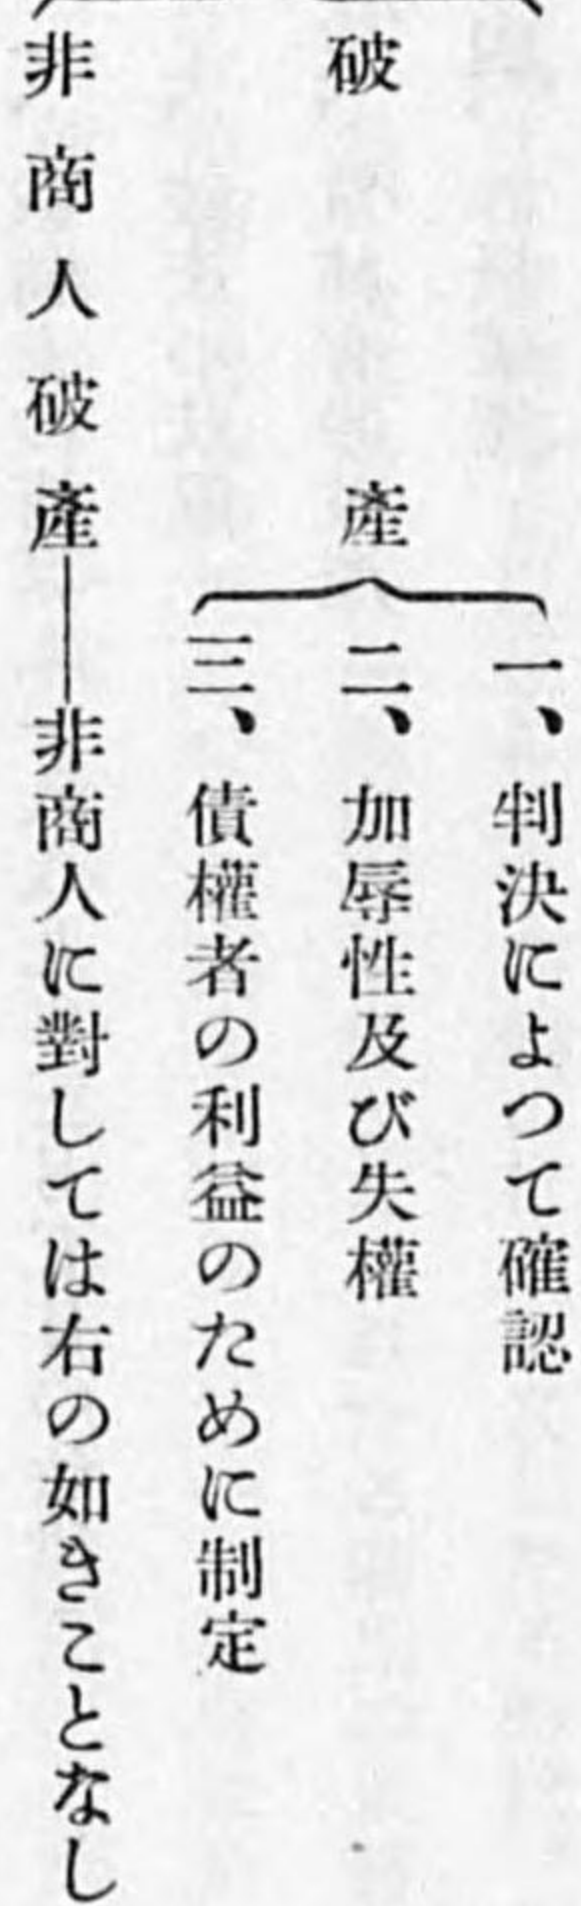 破產
一、判決によつて確認
二、加辱性及び失權
三、債權者の利益のために制定
非商人破產──非商人に對しては右の如きことなし